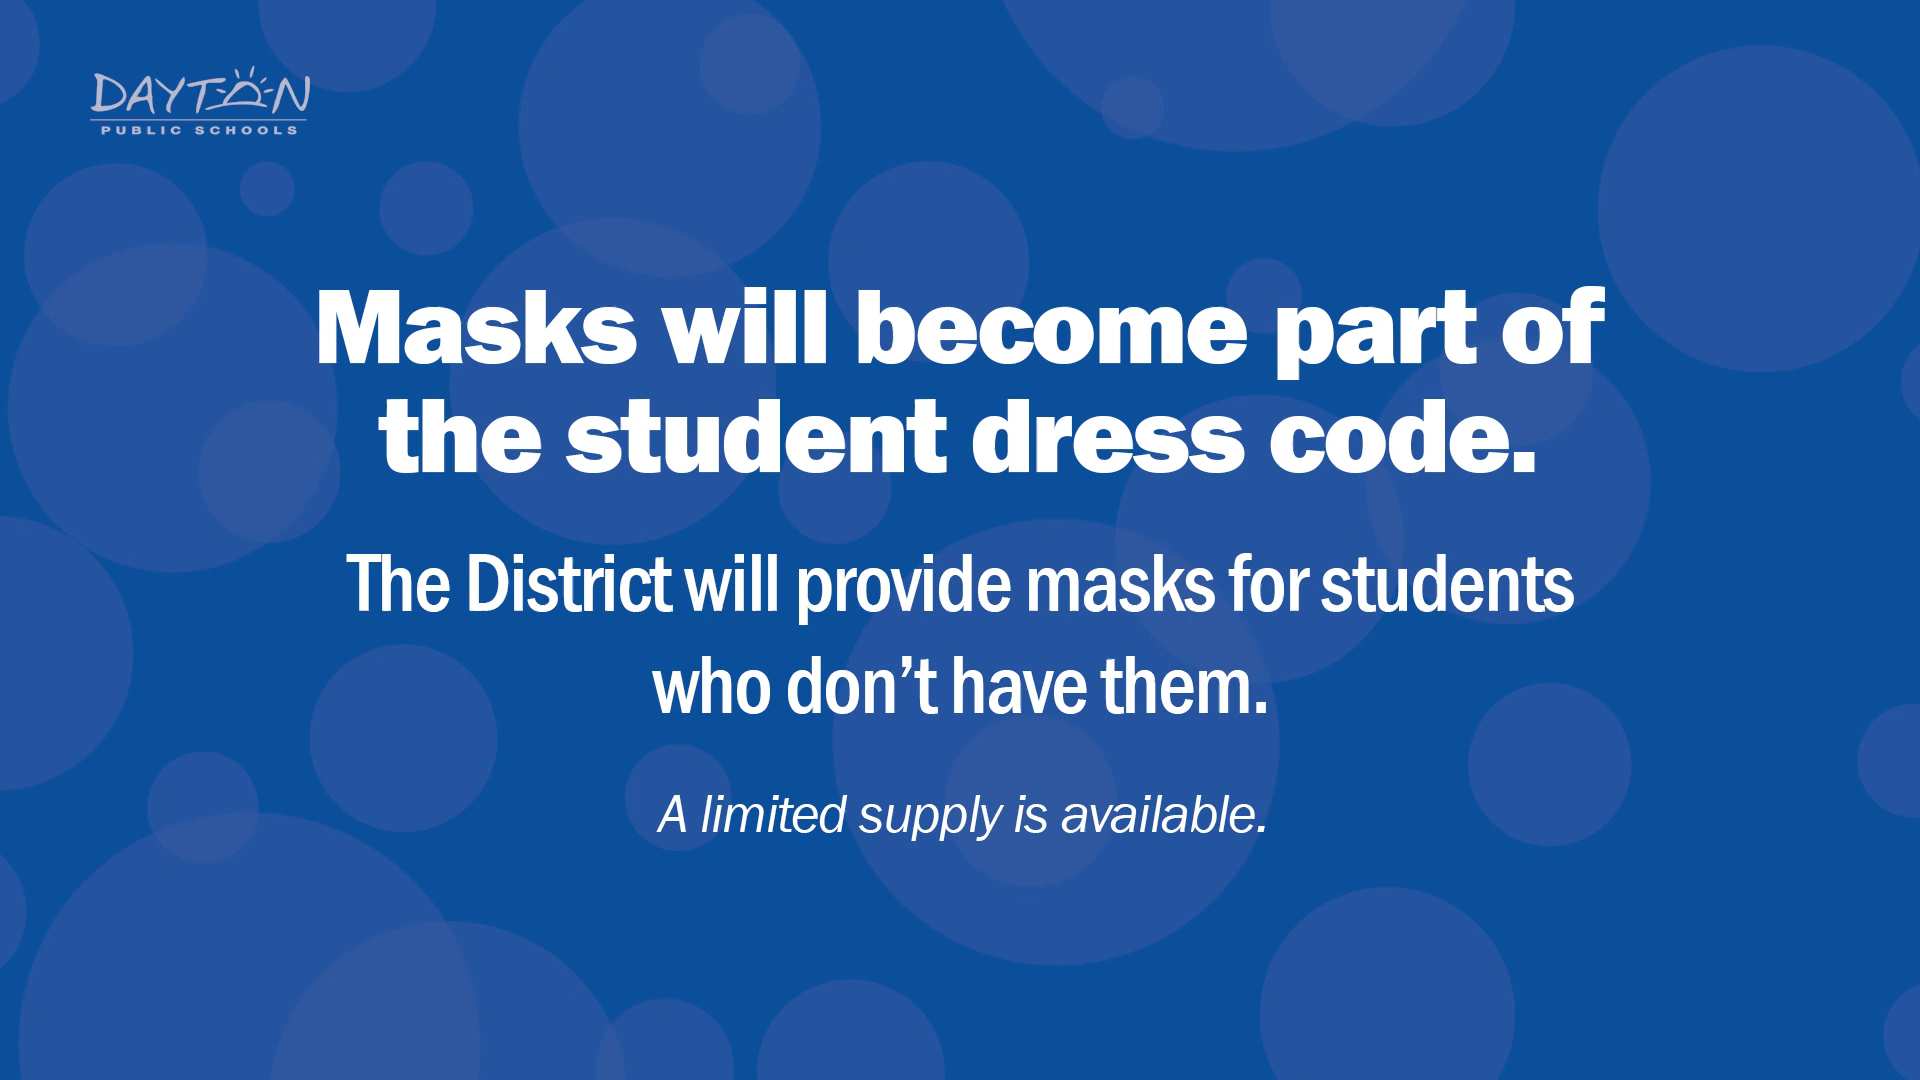 DAYTON
PUBLIC SCHOOLS
Masks will become part of
the student dress code.
The District will provide masks for students
who don’t have them.
A limited supply is available.